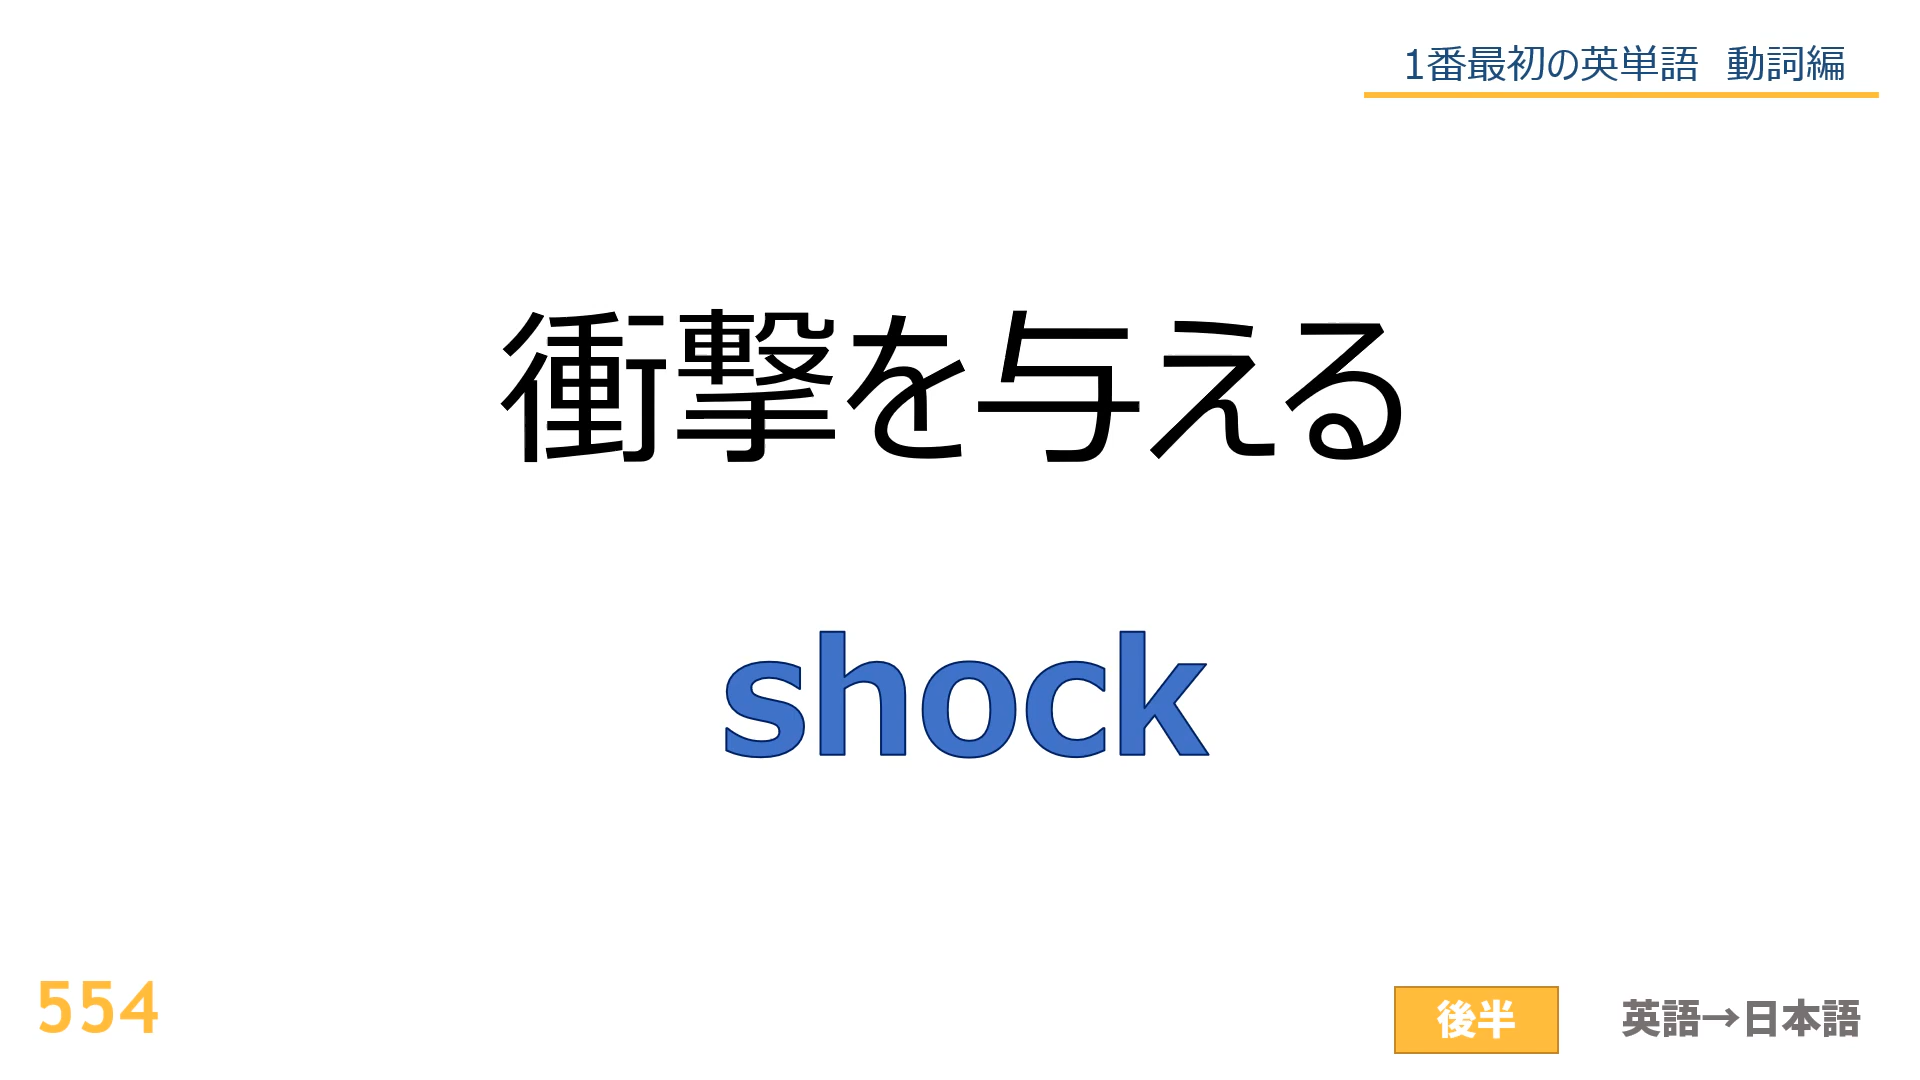 1番最初の英単語　動詞編
衝撃を与える
shock
554
後半
英語→日本語